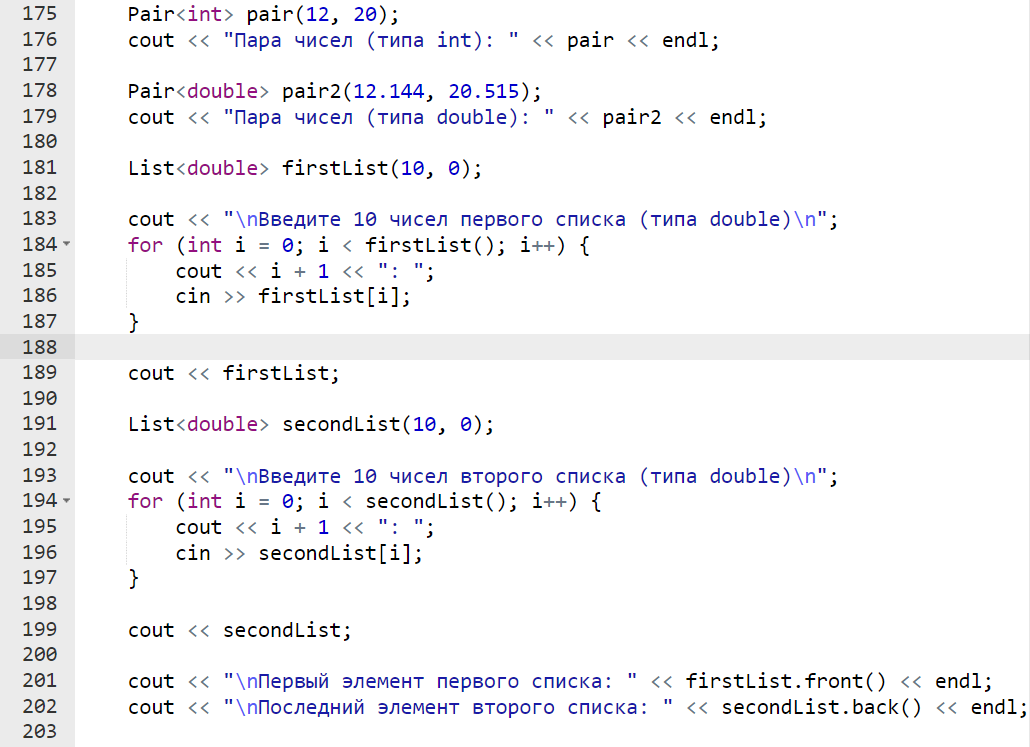 175 Pair<int> pair(12, 20);
176 cout << "Пара чисел (типа int): " << pair << endl;
177
178 Pair<double> pair2(12.144, 20.515);
179 cout << "Пара чисел (типа double): " << pair2 << endl;
180
181 List<double> firstList(10, 0);
182
183 cout << "\nВведите 10 чисел первого списка (типа double)\n";
184 for (int i = 0; i < firstList(); i++) {
185 cout << i + 1 << ": ";
186 cin >> firstList[i];
187 }
188
189 cout << firstList;
190
191 List<double> secondList(10, 0);
192
193 cout << "\nВведите 10 чисел второго списка (типа double)\n";
194 for (int i = 0; i < secondList(); i++) {
195 cout << i + 1 << ": ";
196 cin >> secondList[i];
197 }
198
199 cout << secondList;
200
201 cout << "\nПервый элемент первого списка: " << firstList.front() << endl;
202 cout << "\nПоследний элемент второго списка: " << secondList.back() << endl;
203